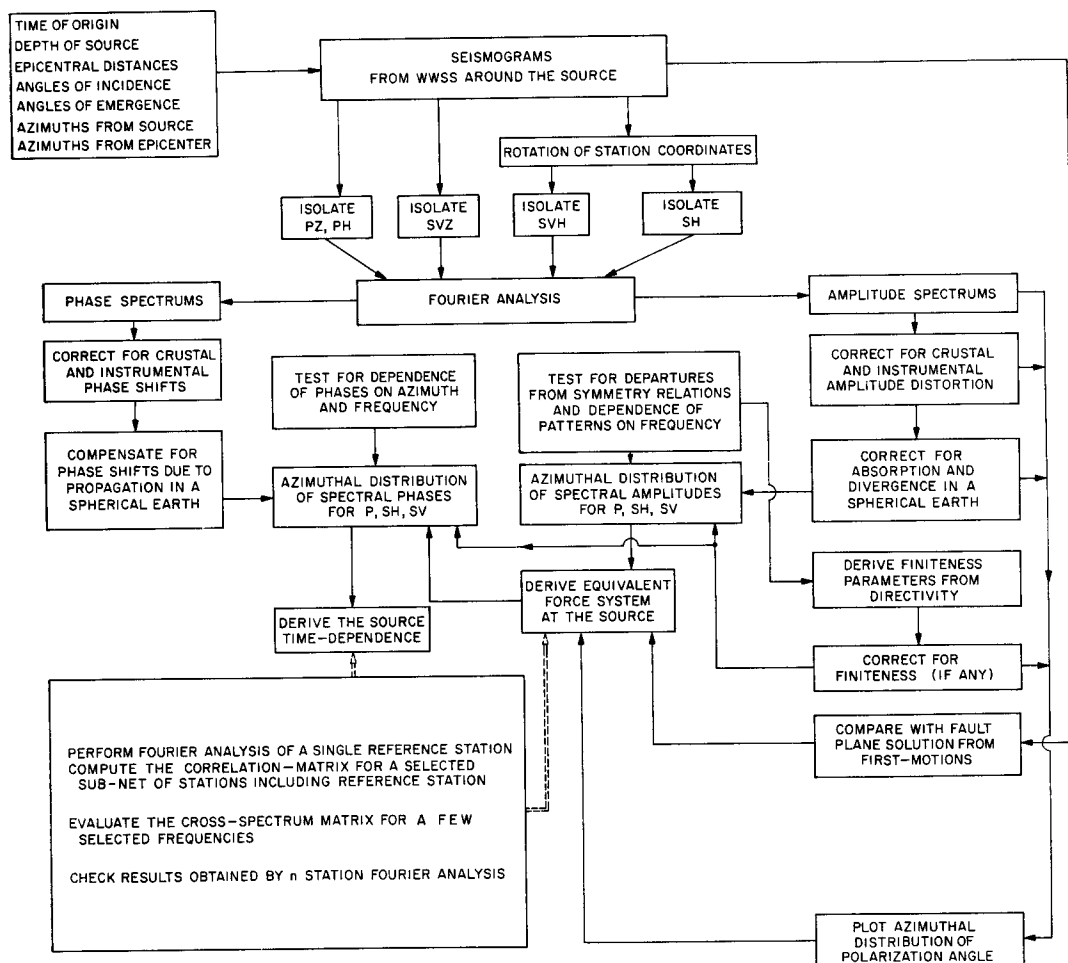 TIME OF ORIGIN
DEPTH OF SOURCE
EPICENTRAL DISTANCES
ANGLES OF INCIDENCE
ANGLES OF EMERGENCE
AZIMUTHS FROM SOURCE
AZIMUTHS FROM EPICENTER
SEISMOGRAMS
FROM WWSS AROUND THE SOURCE
ROTATION OF STATION COORDINATES
ISOLATE
PZ, PH
ISOLATE
SVZ
ISOLATE
SVH
ISOLATE
SH
PHASE SPECTRUMS
FOURIER ANALYSIS
AMPLITUDE SPECTRUMS
CORRECT FOR CRUSTAL
AND INSTRUMENTAL
PHASE SHIFTS
TEST FOR DEPENDENCE
OF PHASES ON AZIMUTH
AND FREQUENCY
TEST FOR DEPARTURES
FROM SYMMETRY RELATIONS
AND DEPENDENCE OF
PATTERNS ON FREQUENCY
CORRECT FOR CRUSTAL
AND INSTRUMENTAL
AMPLITUDE DISTORTION
COMPENSATE FOR
PHASE SHIFTS DUE TO
PROPAGATION IN A
SPHERICAL EARTH
AZIMUTHAL DISTRIBUTION
OF SPECTRAL PHASES
FOR P, SH, SV
AZIMUTHAL DISTRIBUTION
OF SPECTRAL AMPLITUDES
FOR P, SH, SV
CORRECT FOR
ABSORPTION AND
DIVERGENCE IN A
SPHERICAL EARTH
DERIVE FINITENESS
PARAMETERS FROM
DIRECTIVITY
DERIVE EQUIVALENT
FORCE SYSTEM
AT THE SOURCE
DERIVE THE SOURCE
TIME-DEPENDENCE
CORRECT FOR
FINITENESS (IF ANY)
COMPARE WITH FAULT
PLANE SOLUTION FROM
FIRST-MOTIONS
PERFORM FOURIER ANALYSIS OF A SINGLE REFERENCE STATION
COMPUTE THE CORRELATION-MATRIX FOR A SELECTED
SUB-NET OF STATIONS INCLUDING REFERENCE STATION
EVALUATE THE CROSS-SPECTRUM MATRIX FOR A FEW
SELECTED FREQUENCIES
CHECK RESULTS OBTAINED BY n STATION FOURIER ANALYSIS
PLOT AZIMUTHAL
DISTRIBUTION OF
POLARIZATION ANGLE